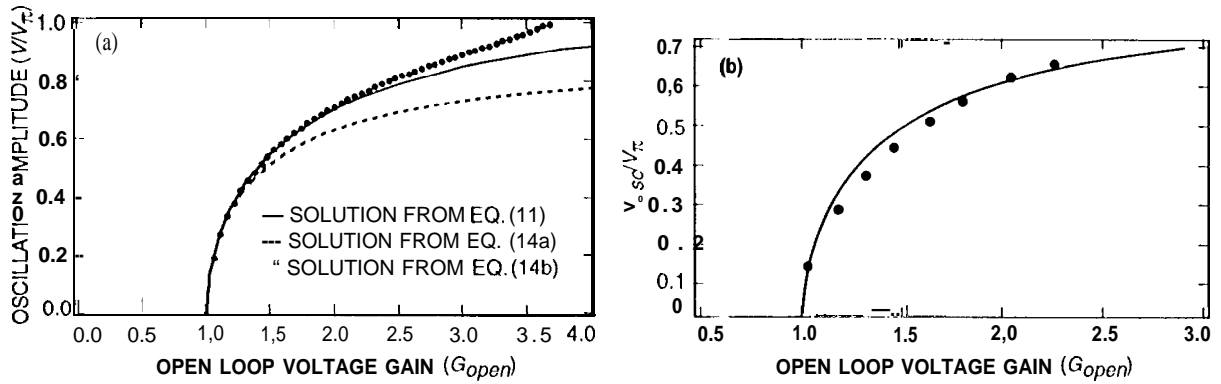 (a)
OSCILLATION aMPLITUDE (V/Vπ)
1.0
0.8
0.6
0.4
0.2
0.0
— SOLUTION FROM EQ. (11)
--- SOLUTION FROM EQ. (14a)
“ SOLUTION FROM EQ. (14b)
0.0 0.5 1.0 1,5 2.0 2.5 3.0 3.5 4.0
OPEN LOOP VOLTAGE GAIN (Gopen)
(b)
V°sc/Vπ
0.7
0.6
0.5
0.4
0.3
0.2
0.1
0
0.5 1.0 1.5 2,0 2.5 3.0
OPEN LOOP VOLTAGE GAIN (Gopen)